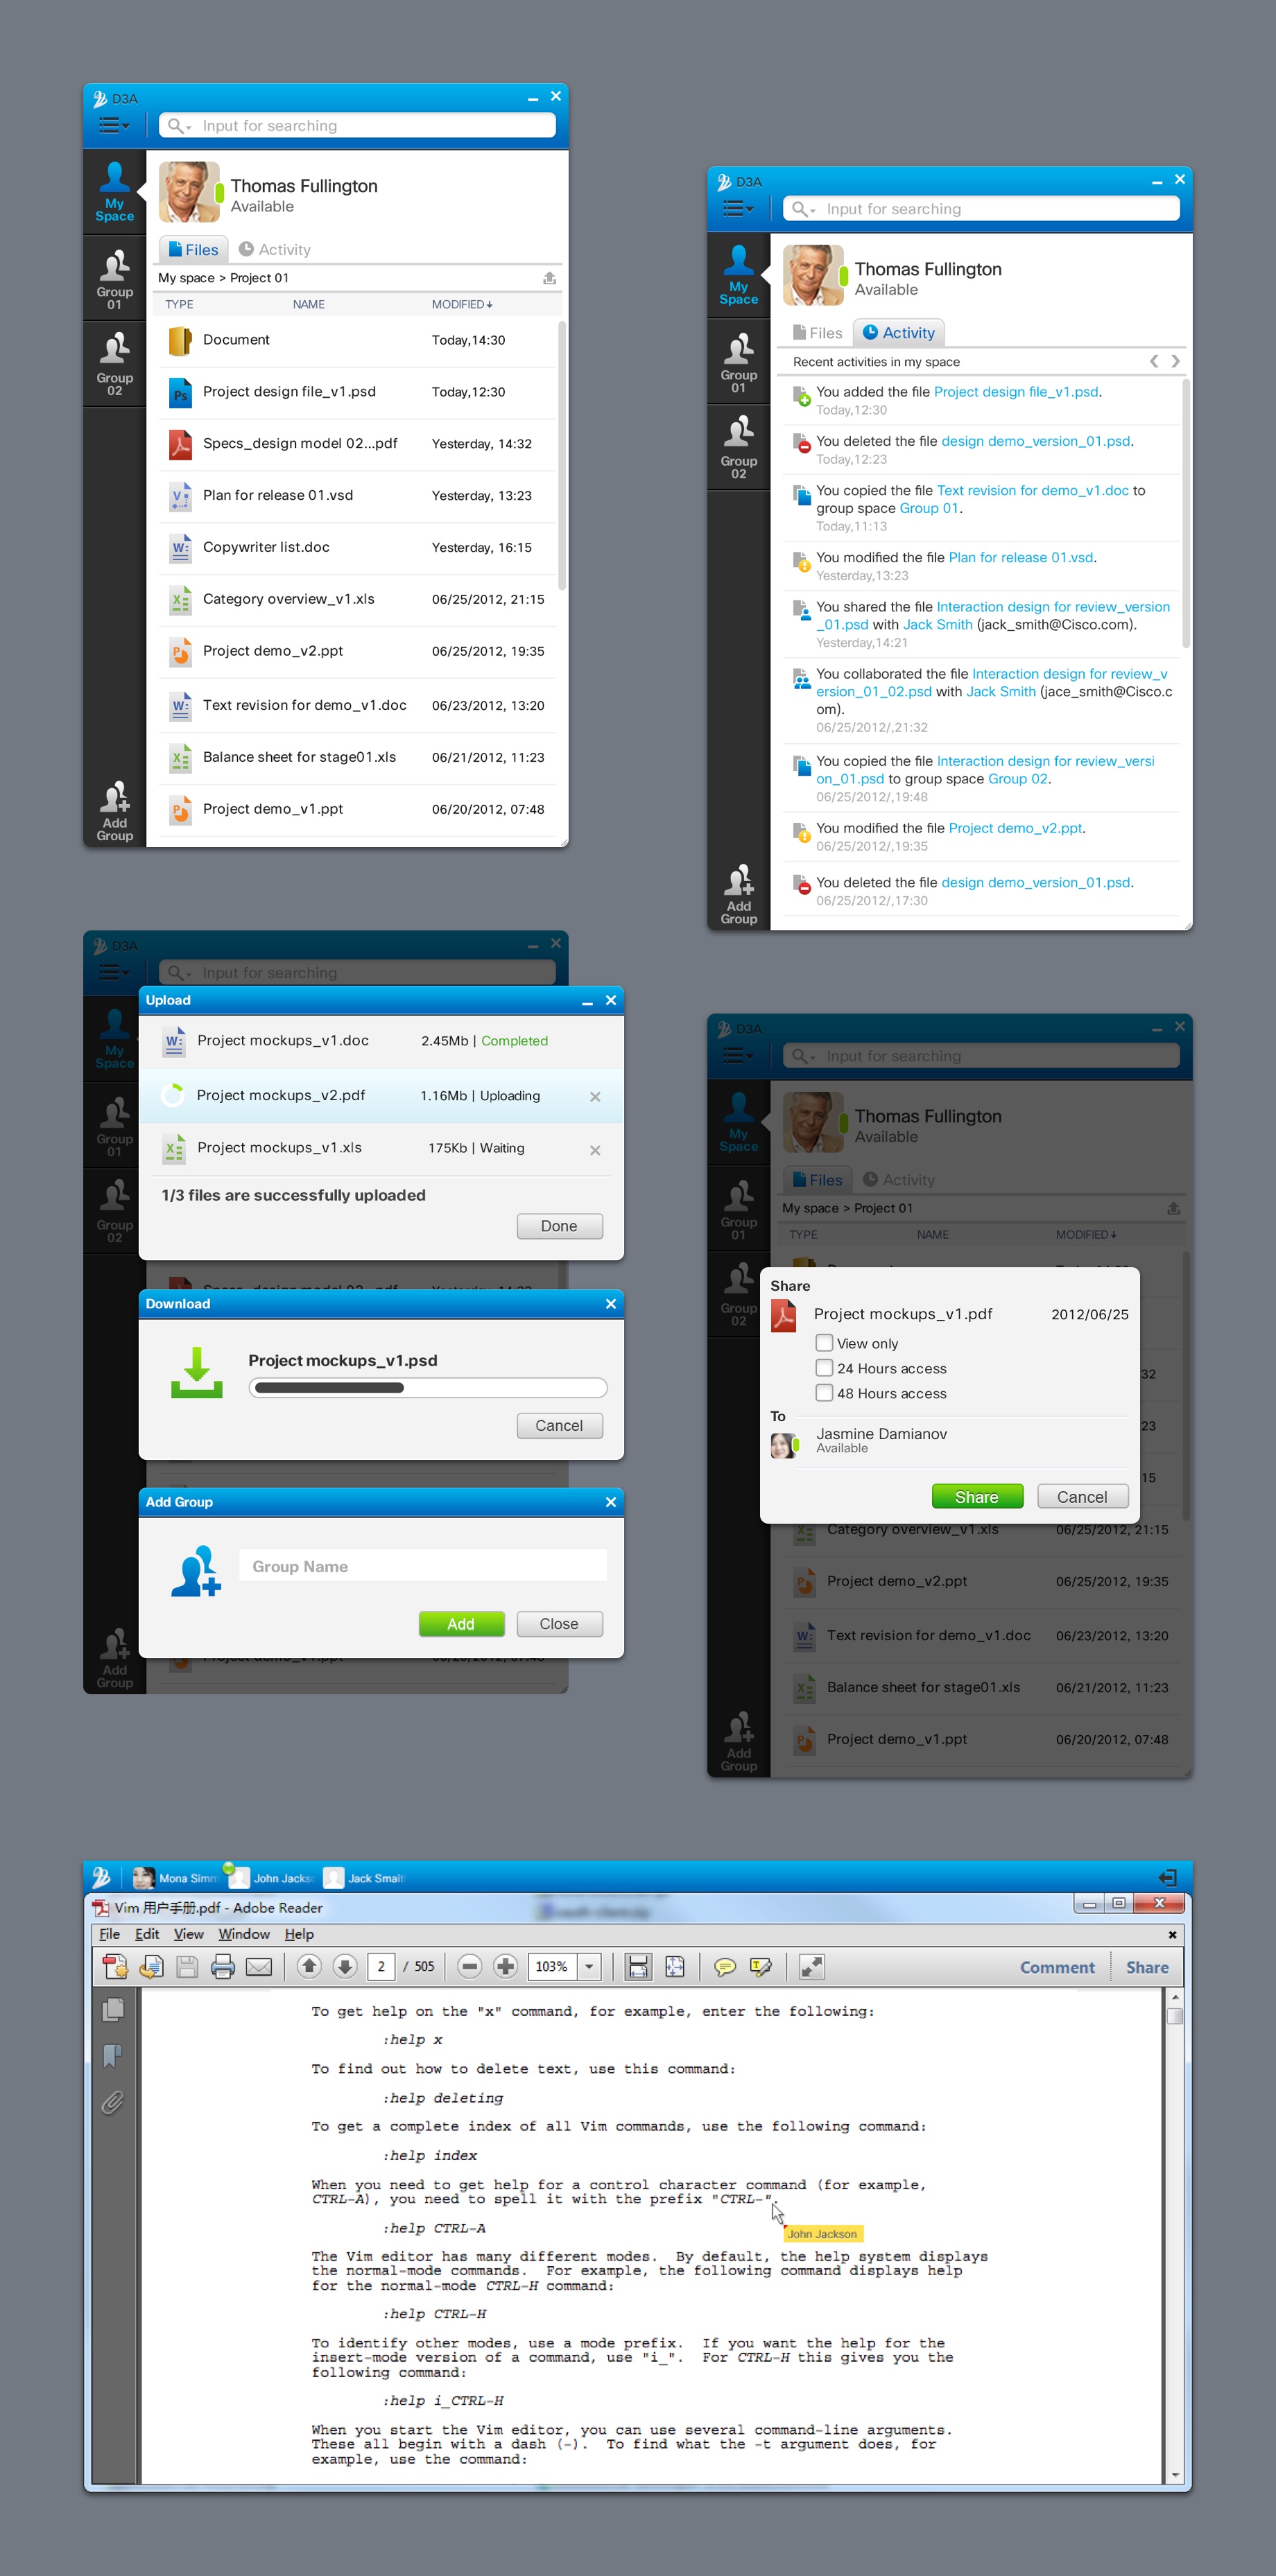 D3A
Input for searching
My
Space
Thomas Fullington
Available
Files
Activity
Group
01
My space > Project 01
TYPE NAME MODIFIED
Document Today,14:30
Group
02
Project design file_v1.psd Today,12:30
Specs_design model 02...pdf Yesterday, 14:32
Plan for release 01.vsd Yesterday, 13:23
Copywriter list.doc Yesterday, 16:15
Category overview_v1.xls 06/25/2012, 21:15
Project demo_v2.ppt 06/25/2012, 19:35
Text revision for demo_v1.doc 06/23/2012, 13:20
Balance sheet for stage01.xls 06/21/2012, 11:23
Project demo_v1.ppt 06/20/2012, 07:48
Add
Group
D3A
Input for searching
My
Space
Thomas Fullington
Available
Files
Activity
Group
01
Recent activities in my space
You added the file Project design file_v1.psd.
Today,12:30
Group
02
You deleted the file design demo_version_01.psd.
Today,12:23
You copied the file Text revision for demo_v1.doc to
group space Group 01.
Today,11:13
You modified the file Plan for release 01.vsd.
Yesterday,13:23
You shared the file Interaction design for review_version
_01.psd with Jack Smith (jack_smith@Cisco.com).
Yesterday,14:21
You collaborated the file Interaction design for review_v
ersion_01_02.psd with Jack Smith (jace_smith@Cisco.c
om).
06/25/2012/,21:32
You copied the file Interaction design for review_versi
on_01.psd to group space Group 02.
06/25/2012/,19:48
You modified the file Project demo_v2.ppt.
06/25/2012/,19:35
You deleted the file design demo_version_01.psd.
06/25/2012/,17:30
Add
Group
D3A
Input for searching
My
Space
Group
01
Group
02
Upload
Project mockups_v1.doc 2.45Mb | Completed
Project mockups_v2.pdf 1.16Mb | Uploading
Project mockups_v1.xls 175Kb | Waiting
1/3 files are successfully uploaded
Done
Download
Project mockups_v1.psd
Cancel
Add Group
Group Name
Add Close
Add
Group
D3A
Input for searching
My
Space
Thomas Fullington
Available
Files
Activity
Group
01
My space > Project 01
TYPE NAME MODIFIED
Group
02
Share
Project mockups_v1.pdf 2012/06/25
View only
24 Hours access
48 Hours access
To
Jasmine Damianov
Available
Share Cancel
32
23
15
Category overview_v1.xls 06/25/2012, 21:15
Project demo_v2.ppt 06/25/2012, 19:35
Text revision for demo_v1.doc 06/23/2012, 13:20
Balance sheet for stage01.xls 06/21/2012, 11:23
Project demo_v1.ppt 06/20/2012, 07:48
Add
Group
Mona Simm John Jacks Jack Smait
Vim 用户手册.pdf - Adobe Reader
File Edit View Window Help
2 / 505 103% Comment Share
To get help on the "x" command, for example, enter the following:
:help x
To find out how to delete text, use this command:
:help deleting
To get a complete index of all Vim commands, use the following command:
:help index
When you need to get help for a control character command (for example,
CTRL-A), you need to spell it with the prefix "CTRL-".
:help CTRL-A
John Jackson
The Vim editor has many different modes. By default, the help system displays
the normal-mode commands. For example, the following command displays help
for the normal-mode CTRL-H command:
:help CTRL-H
To identify other modes, use a mode prefix. If you want the help for the
insert-mode version of a command, use "i_". For CTRL-H this gives you the
following command:
:help i_CTRL-H
When you start the Vim editor, you can use several command-line arguments.
These all begin with a dash (-). To find what the -t argument does, for
example, use the command: